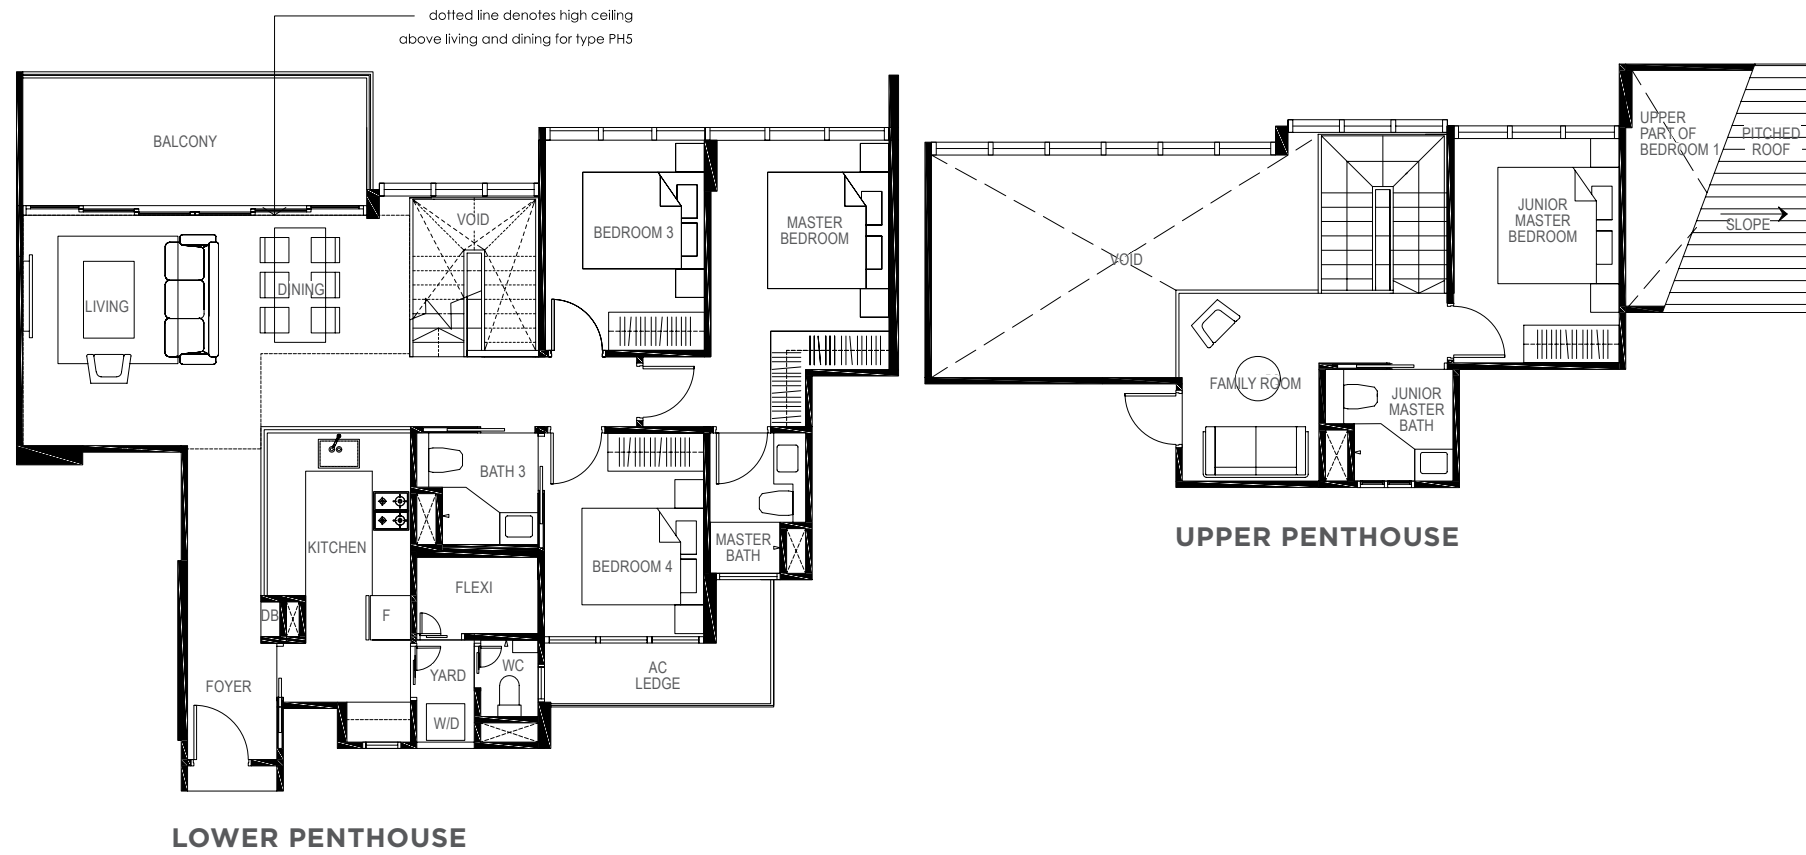 dotted line denotes high ceiling
above living and dining for type PH5
BALCONY
VOID
LIVING
DINING
BEDROOM 3
MASTER
BEDROOM
BATH 3
KITCHEN
FLEXI
BEDROOM 4
MASTER
BATH
DB
F
FOYER
YARD
WC
W/D
AC
LEDGE
LOWER PENTHOUSE
UPPER
PART OF
BEDROOM 1
PITCHED
ROOF
SLOPE
JUNIOR
MASTER
BEDROOM
VOID
FAMILY ROOM
JUNIOR
MASTER
BATH
UPPER PENTHOUSE